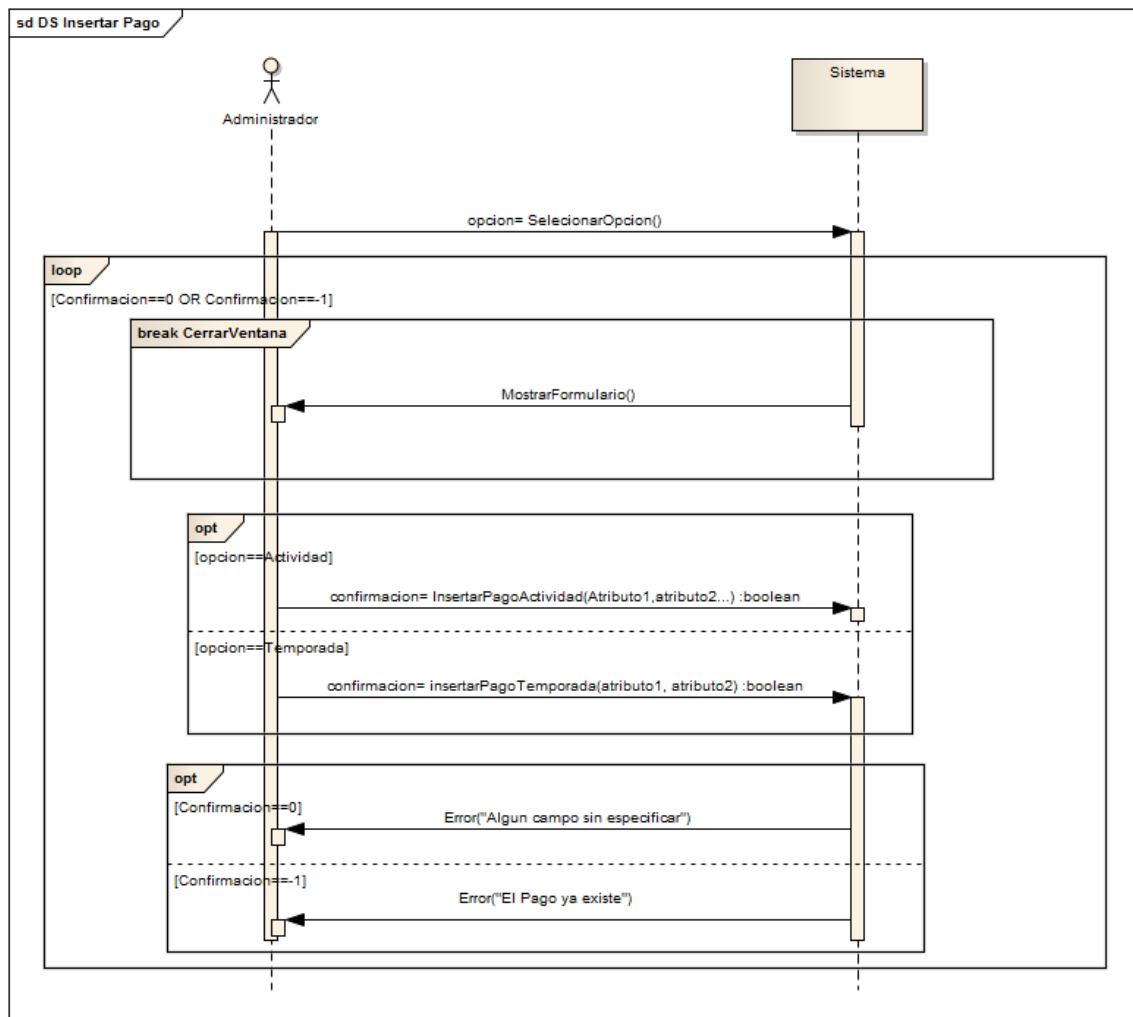 sd DS Insertar Pago
Administrador
Sistema
opcion= SelecionarOpcion()
loop
[Confirmacion==0 OR Confirmacion==-1]
break CerrarVentana
MostrarFormulario()
opt
[opcion==Actividad]
confirmacion= InsertarPagoActividad(Atributo1,atributo2...) :boolean
[opcion==Temporada]
confirmacion= insertarPagoTemporada(atributo1, atributo2) :boolean
opt
[Confirmacion==0]
Error("Algun campo sin especificar")
[Confirmacion==-1]
Error("El Pago ya existe")